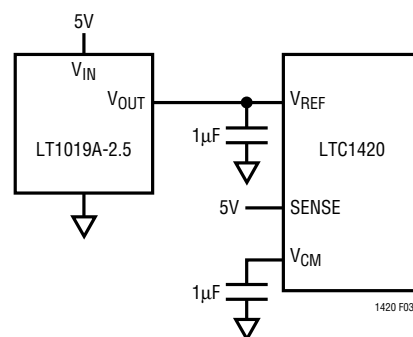 5V
VIN
VOUT
LT1019A-2.5
1µF
VREF
LTC1420
5V
SENSE
VCM
1µF
1420 F03